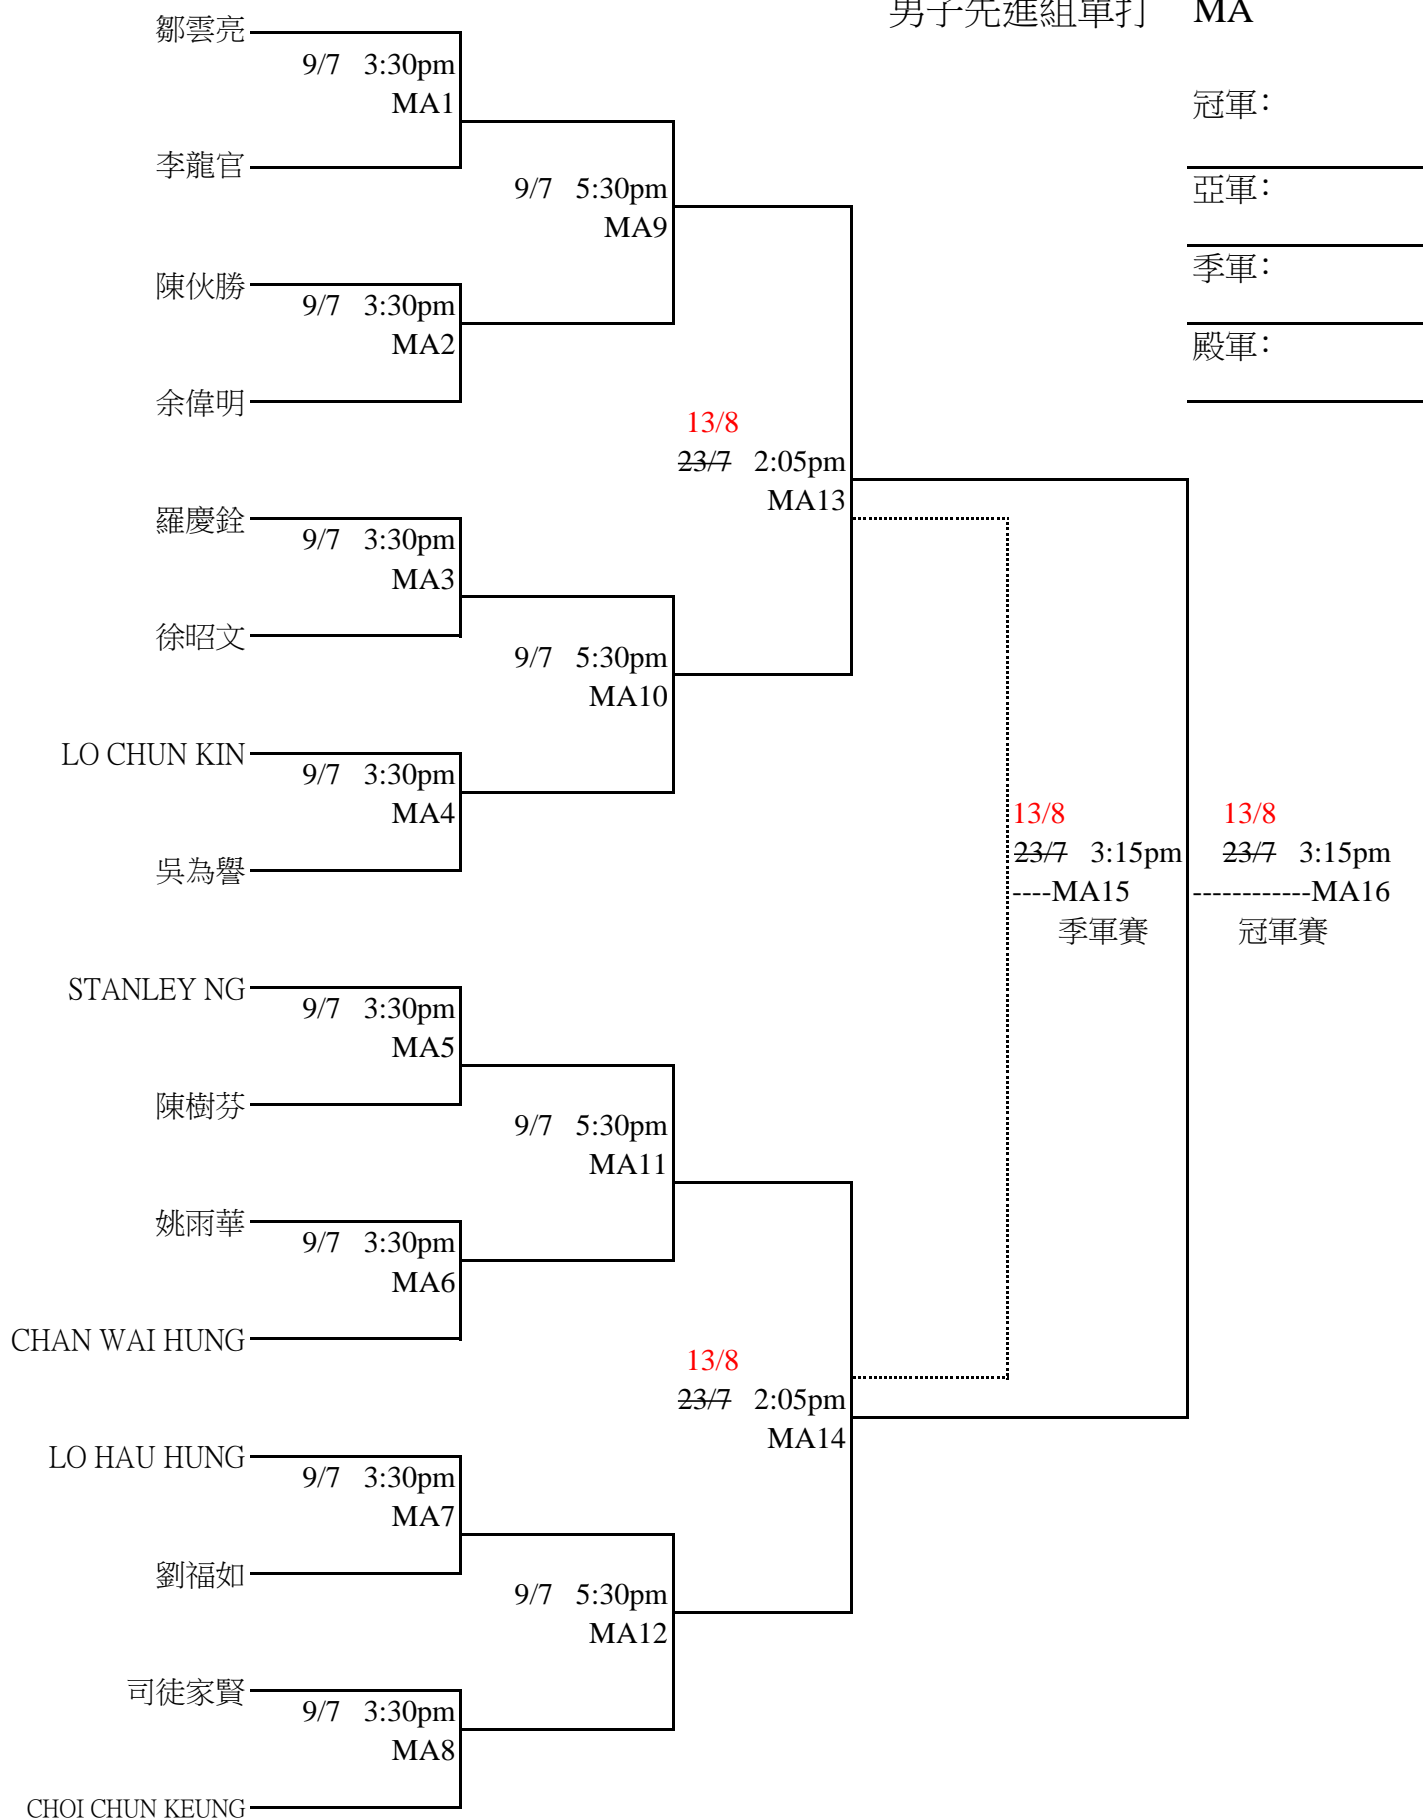 男子先進組單打 MA
鄒雲亮
9/7 3:30pm
MA1
冠軍：
李龍官
9/7 5:30pm
亞軍：
MA9
季軍：
陳伙勝
9/7 3:30pm
MA2
殿軍：
余偉明
13/8
23/7 2:05pm
MA13
羅慶銓
9/7 3:30pm
MA3
徐昭文
9/7 5:30pm
MA10
LO CHUN KIN
9/7 3:30pm
MA4
13/8 13/8
23/7 3:15pm 23/7 3:15pm
吳為譽
----MA15 ------------MA16
季軍賽 冠軍賽
STANLEY NG
9/7 3:30pm
MA5
陳樹芬
9/7 5:30pm
MA11
姚雨華
9/7 3:30pm
MA6
CHAN WAI HUNG
13/8
23/7 2:05pm
MA14
LO HAU HUNG
9/7 3:30pm
MA7
劉福如
9/7 5:30pm
MA12
司徒家賢
9/7 3:30pm
MA8
CHOI CHUN KEUNG